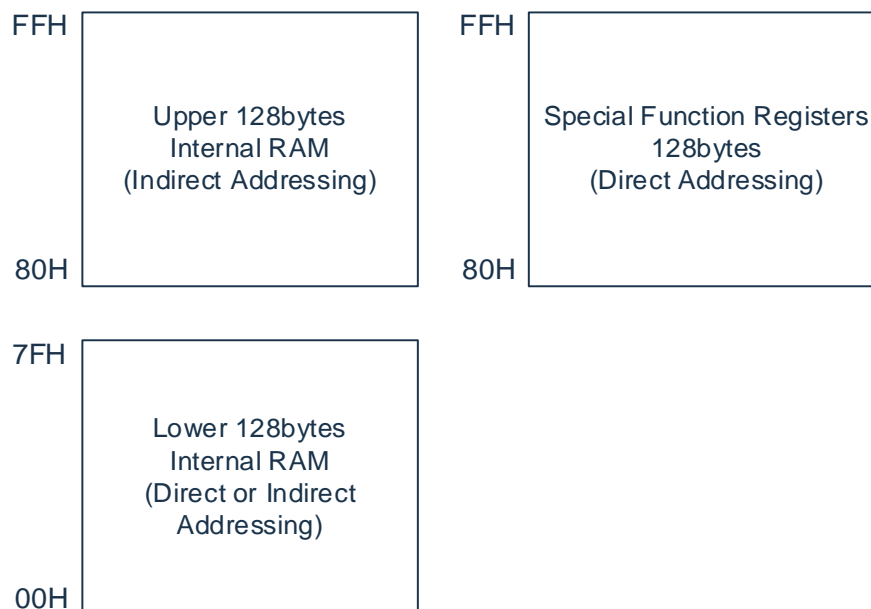 FFH
Upper 128bytes
Internal RAM
(Indirect Addressing)
80H
FFH
Special Function Registers
128bytes
(Direct Addressing)
80H
7FH
Lower 128bytes
Internal RAM
(Direct or Indirect
Addressing)
00H